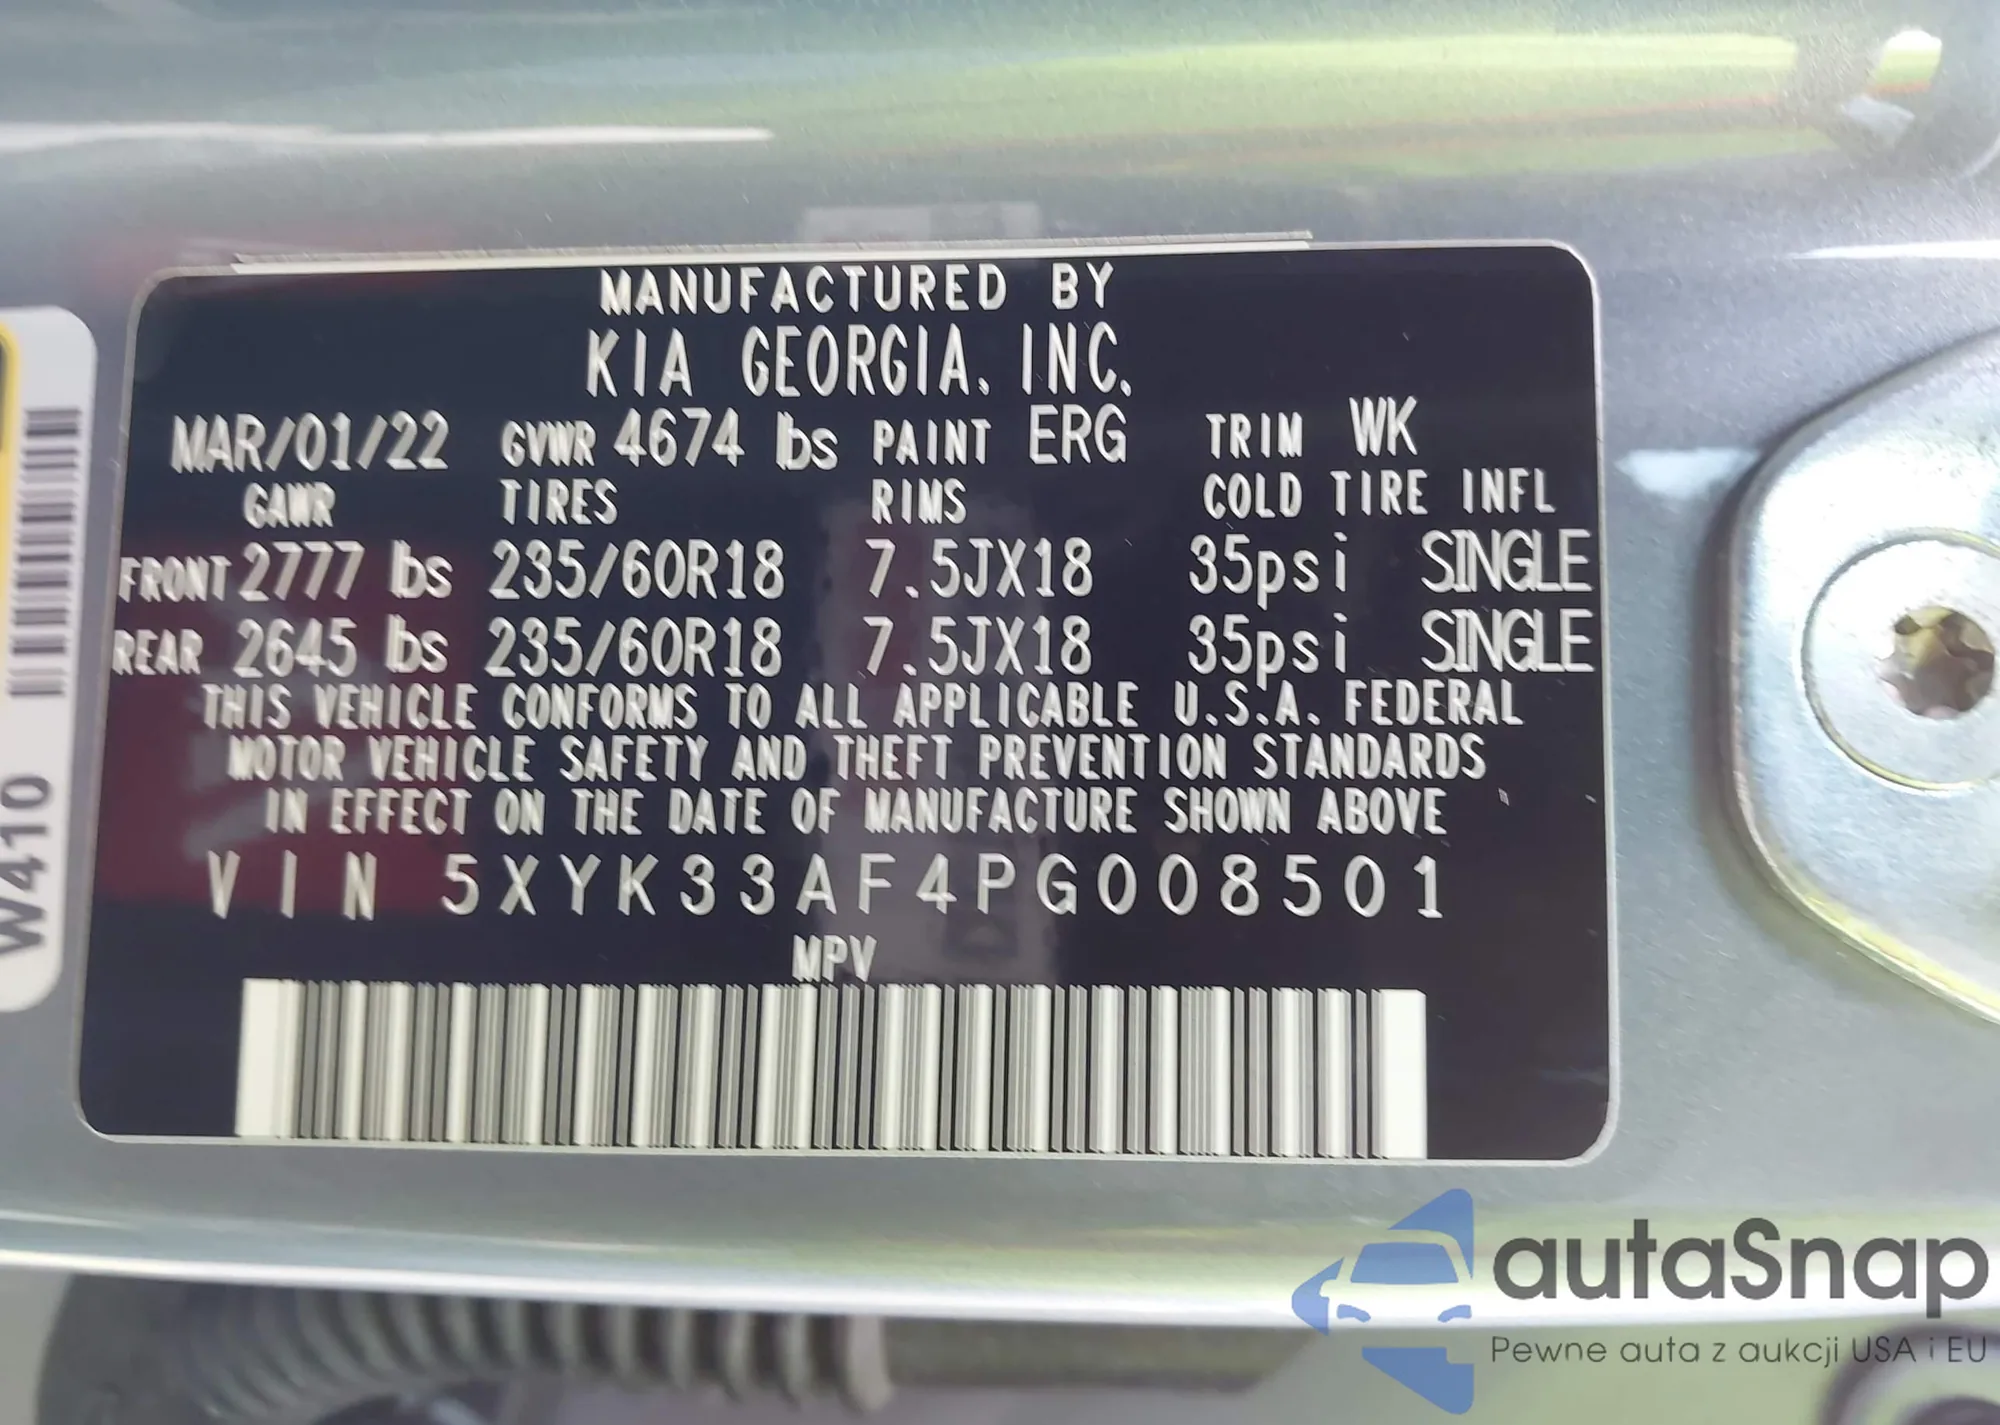 MANUFACTURED BY
KIA GEORGIA, INC.
MAR/01/22 GVWR 4674 lbs PAINT ERG TRIM WK
GAWR TIRES RIMS COLD TIRE INFL
FRONT 2777 lbs 235/60R18 7.5JX18 35psi SINGLE
REAR 2645 lbs 235/60R18 7.5JX18 35psi SINGLE
THIS VEHICLE CONFORMS TO ALL APPLICABLE U.S.A. FEDERAL
MOTOR VEHICLE SAFETY AND THEFT PREVENTION STANDARDS
IN EFFECT ON THE DATE OF MANUFACTURE SHOWN ABOVE
VIN 5XYK33AF4PG008501
MPV
W410
autaSnap
Pewne auta z aukcji USA i EU